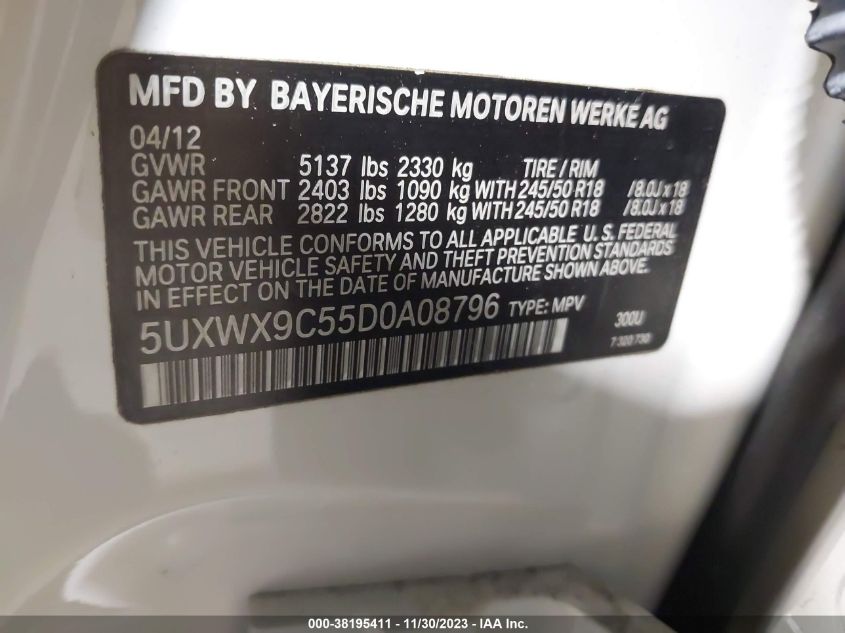 MFD BY BAYERISCHE MOTOREN WERKE AG
04/12
GVWR 5137 lbs 2330 kg TIRE / RIM
GAWR FRONT 2403 lbs 1090 kg WITH 245/50 R18 /8.0J x 18
GAWR REAR 2822 lbs 1280 kg WITH 245/50 R18 /8.0J x 18
THIS VEHICLE CONFORMS TO ALL APPLICABLE U.S. FEDERAL
MOTOR VEHICLE SAFETY AND THEFT PREVENTION STANDARDS
IN EFFECT ON THE DATE OF MANUFACTURE SHOWN ABOVE.
5UXWX9C55D0A08796 TYPE: MPV 300U
7 320 730
000-38195411 - 11/30/2023 - IAA Inc.